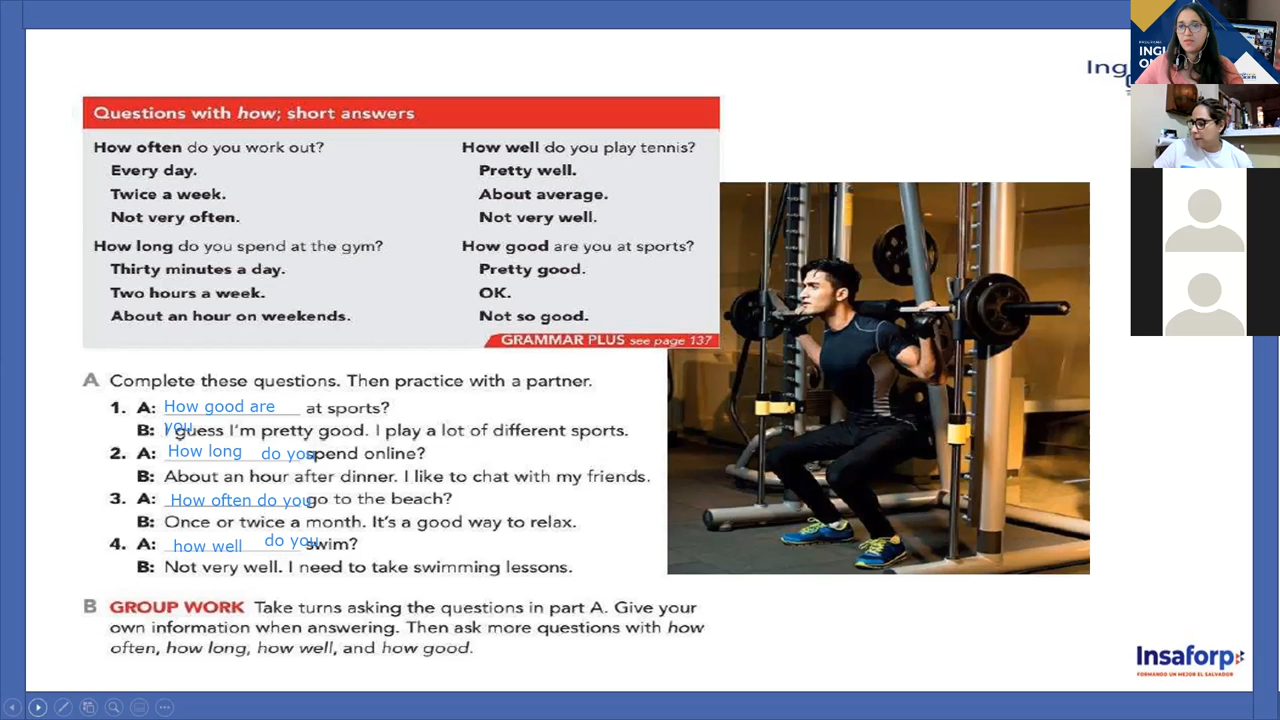 Questions with how; short answers
How often do you work out?
Every day.
Twice a week.
Not very often.
How long do you spend at the gym?
Thirty minutes a day.
Two hours a week.
About an hour on weekends.
How well do you play tennis?
Pretty well.
About average.
Not very well.
How good are you at sports?
Pretty good.
OK.
Not so good.
GRAMMAR PLUS see page 137
A Complete these questions. Then practice with a partner.
1. A: How good are you at sports?
B: I guess I'm pretty good. I play a lot of different sports.
2. A: How long do you spend online?
B: About an hour after dinner. I like to chat with my friends.
3. A: How often do you go to the beach?
B: Once or twice a month. It's a good way to relax.
4. A: how well do you swim?
B: Not very well. I need to take swimming lessons.
B GROUP WORK Take turns asking the questions in part A. Give your
own information when answering. Then ask more questions with how
often, how long, how well, and how good.
Ing
Insaforp
FORMANDO UN MEJOR EL SALVADOR